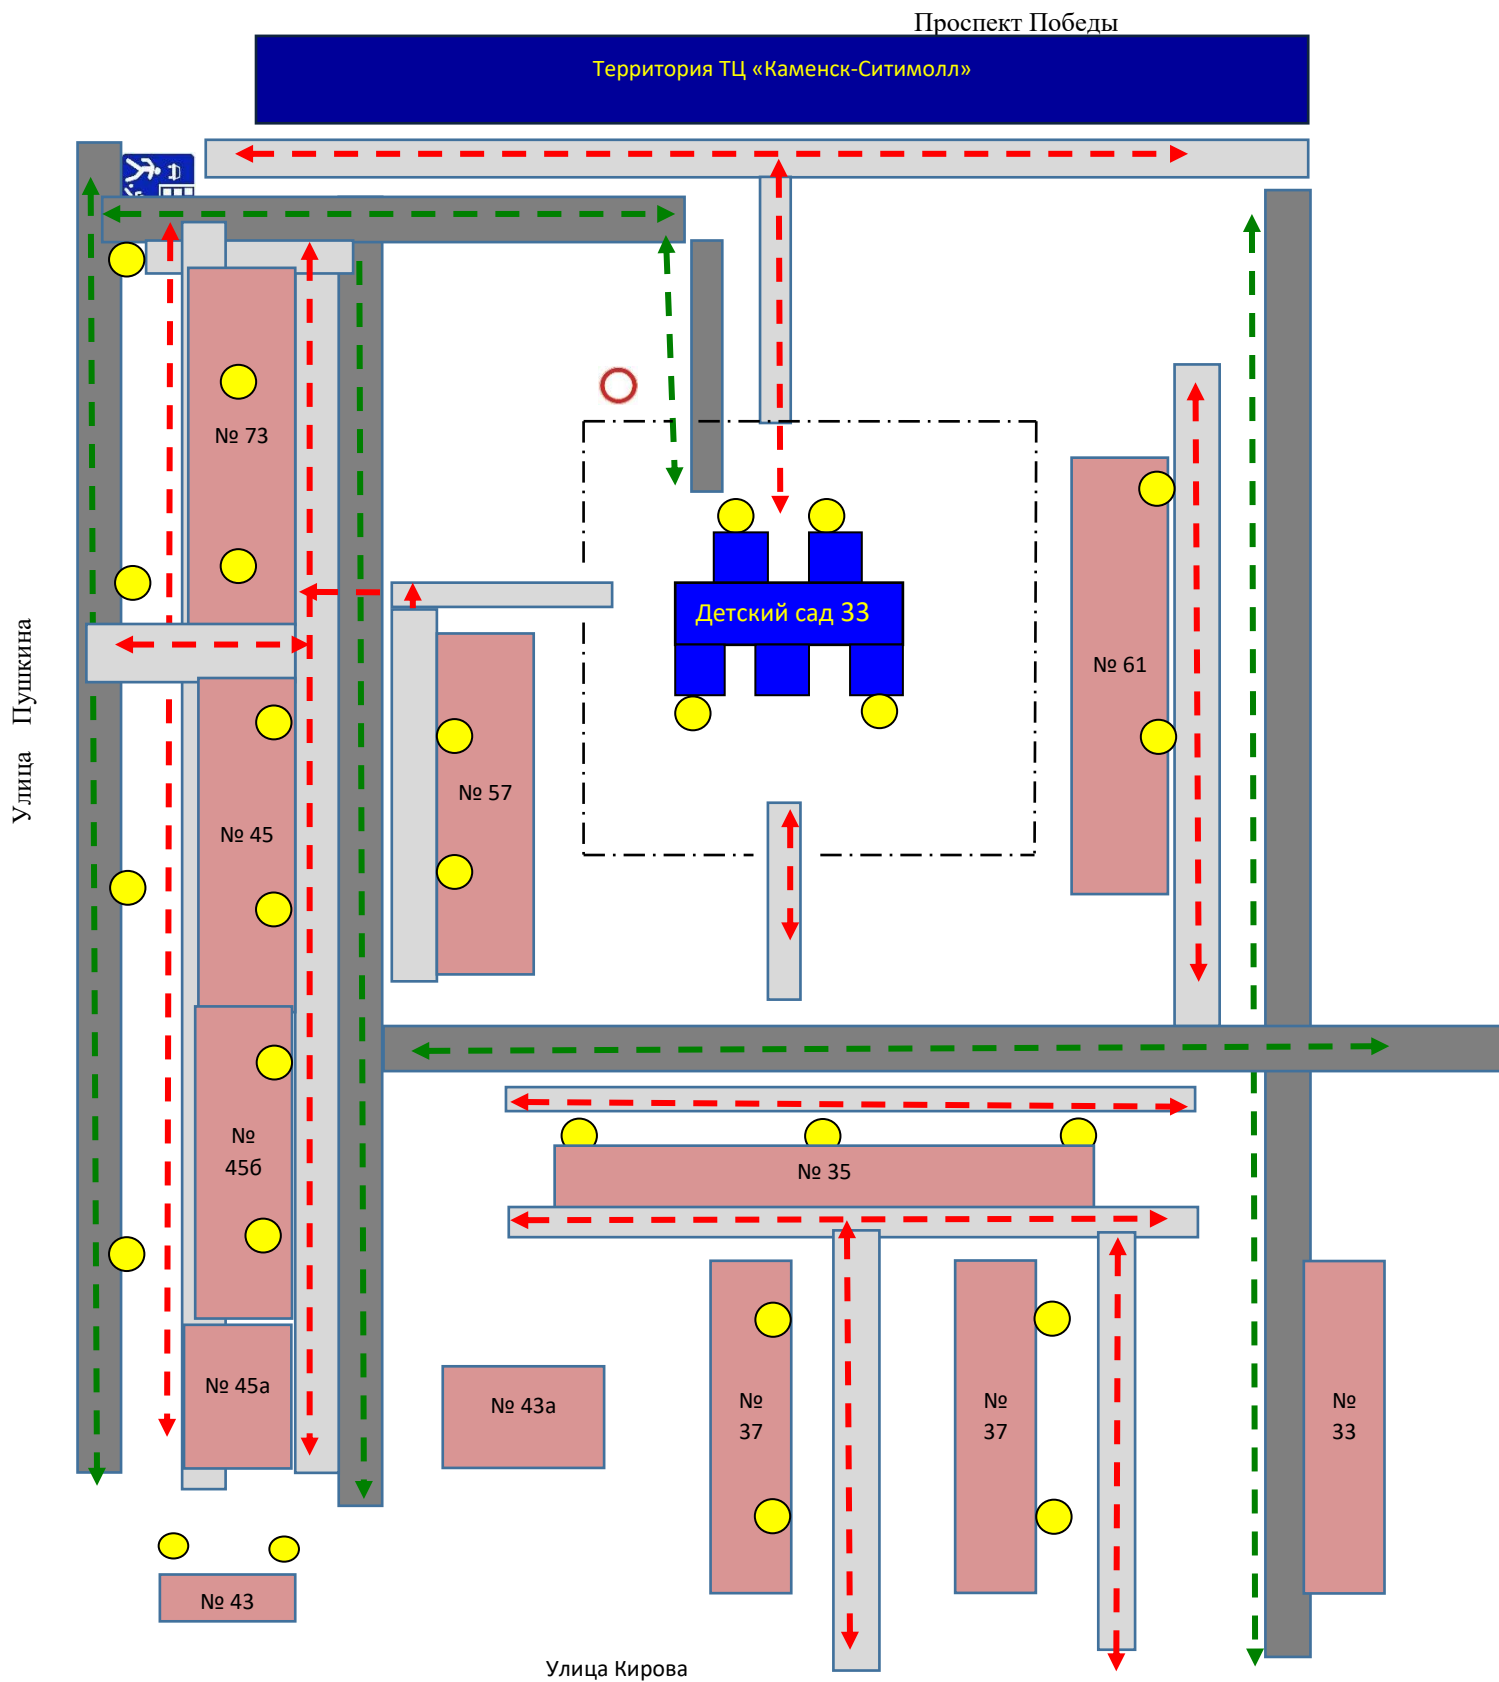 Проспект Победы
Территория ТЦ «Каменск-Ситимолл»
№ 73
Детский сад 33
Улица Пушкина
№ 61
№ 57
№ 45
№
45б
№ 35
№ 45а
№ 43а
№
37
№
37
№
33
№ 43
Улица Кирова